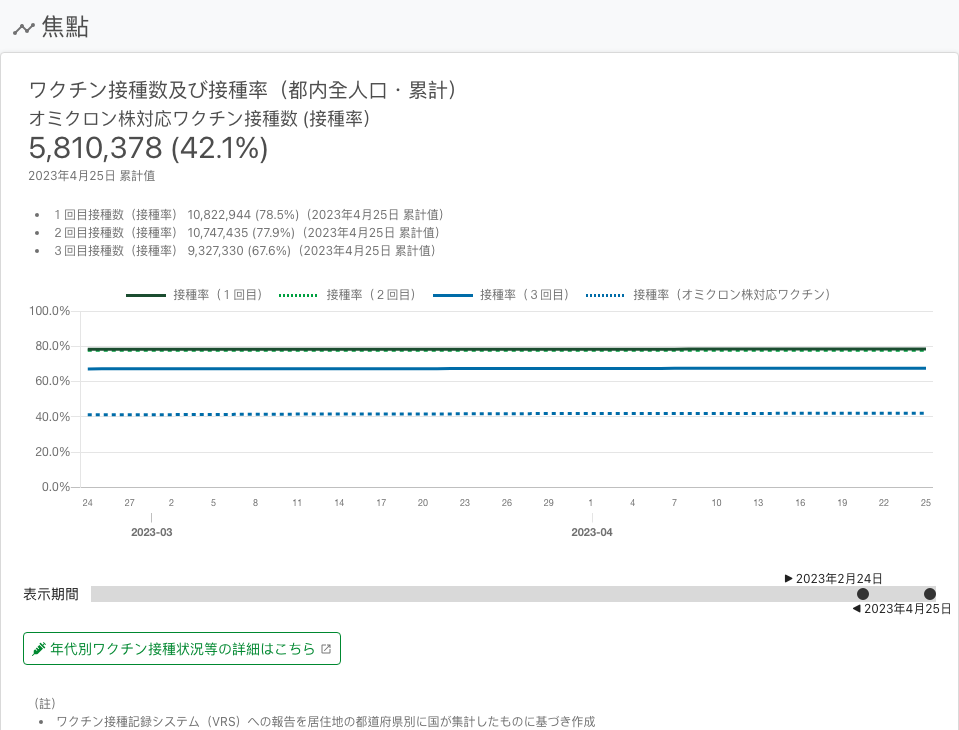 焦點
ワクチン接種数及び接種率（都内全人口・累計）
オミクロン株対応ワクチン接種数 (接種率)
5,810,378 (42.1%)
2023年4月25日 累計値
１回目接種数（接種率） 10,822,944 (78.5%)（2023年4月25日 累計値）
２回目接種数（接種率） 10,747,435 (77.9%)（2023年4月25日 累計値）
３回目接種数（接種率） 9,327,330 (67.6%)（2023年4月25日 累計値）
接種率（１回目） 接種率（２回目） 接種率（３回目） 接種率（オミクロン株対応ワクチン）
100.0%
80.0%
60.0%
40.0%
20.0%
0.0%
24 27 2 5 8 11 14 17 20 23 26 29 1 4 7 10 13 16 19 22 25
2023-03 2023-04
▶ 2023年2月24日
表示期間
◀ 2023年4月25日
年代別ワクチン接種状況等の詳細はこちら
（註）
ワクチン接種記録システム（VRS）への報告を居住地の都道府県別に国が集計したものに基づき作成